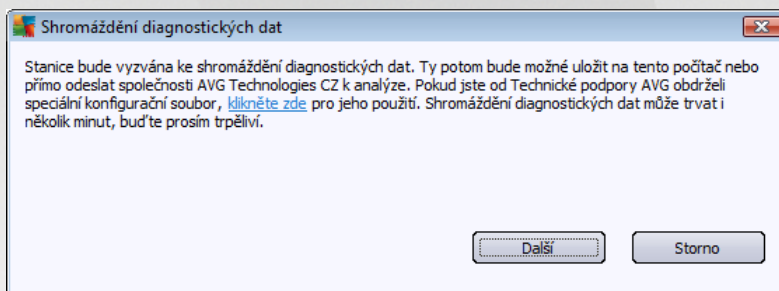 Shromáždění diagnostických dat
Stanice bude vyzvána ke shromáždění diagnostických dat. Ty potom bude možné uložit na tento počítač nebo
přímo odeslat společnosti AVG Technologies CZ k analýze. Pokud jste od Technické podpory AVG obdrželi
speciální konfigurační soubor, klikněte zde pro jeho použití. Shromáždění diagnostických dat může trvat i
několik minut, buďte prosím trpěliví.
Další
Storno